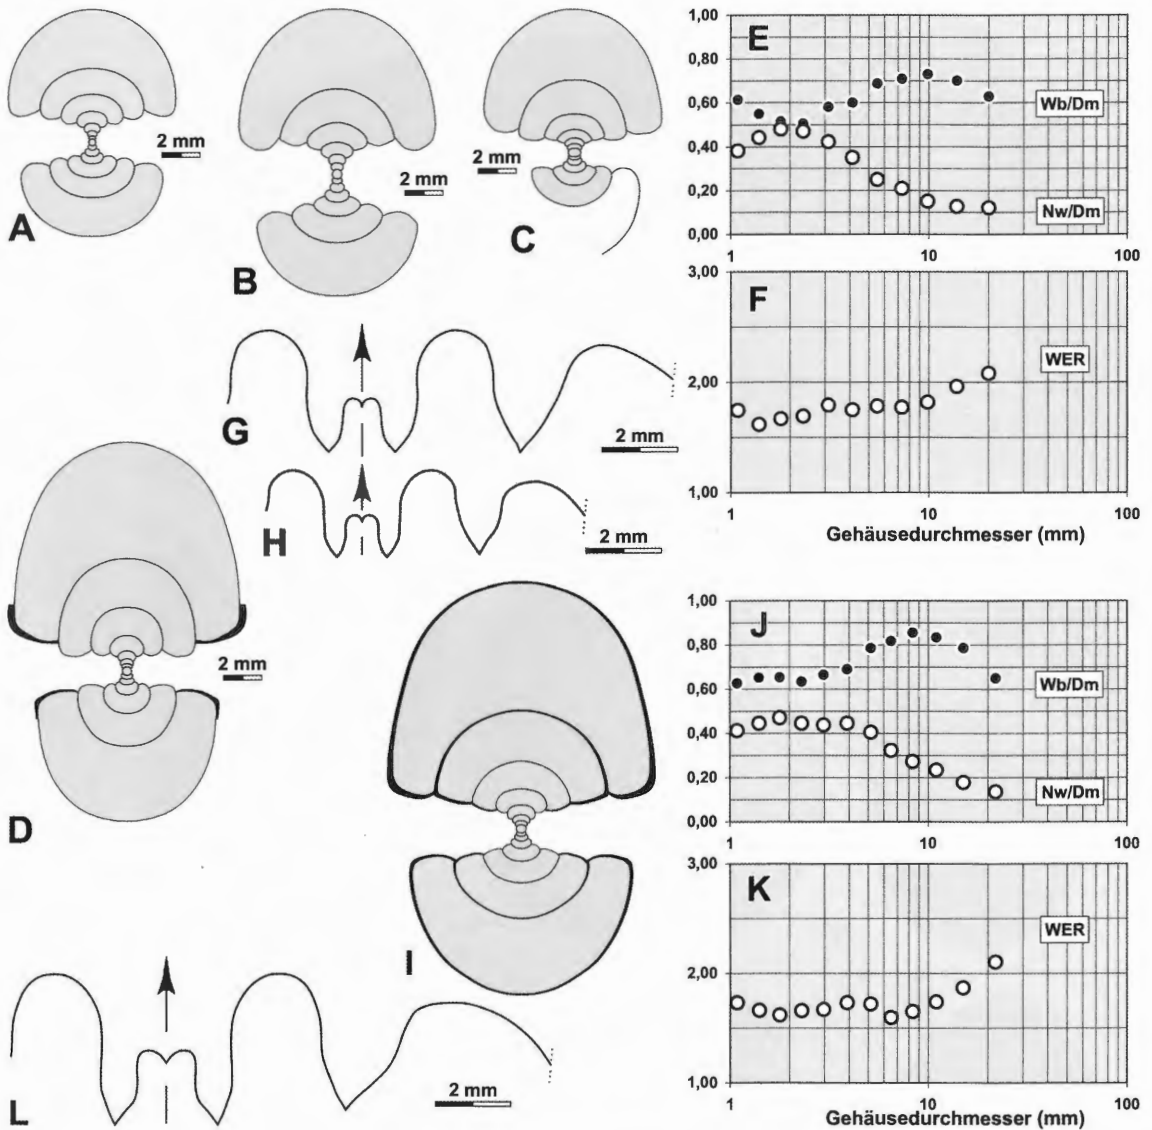 A
2 mm
B
2 mm
C
2 mm
D
2 mm
G
2 mm
H
2 mm
I
L
2 mm
E
1,00
0,80
0,60
0,40
0,20
0,00
Wb/Dm
Nw/Dm
1 10 100
F
3,00
2,00
1,00
WER
1 10 100
Gehäusedurchmesser (mm)
J
1,00
0,80
0,60
0,40
0,20
0,00
Wb/Dm
Nw/Dm
1 10 100
K
3,00
2,00
1,00
WER
1 10 100
Gehäusedurchmesser (mm)